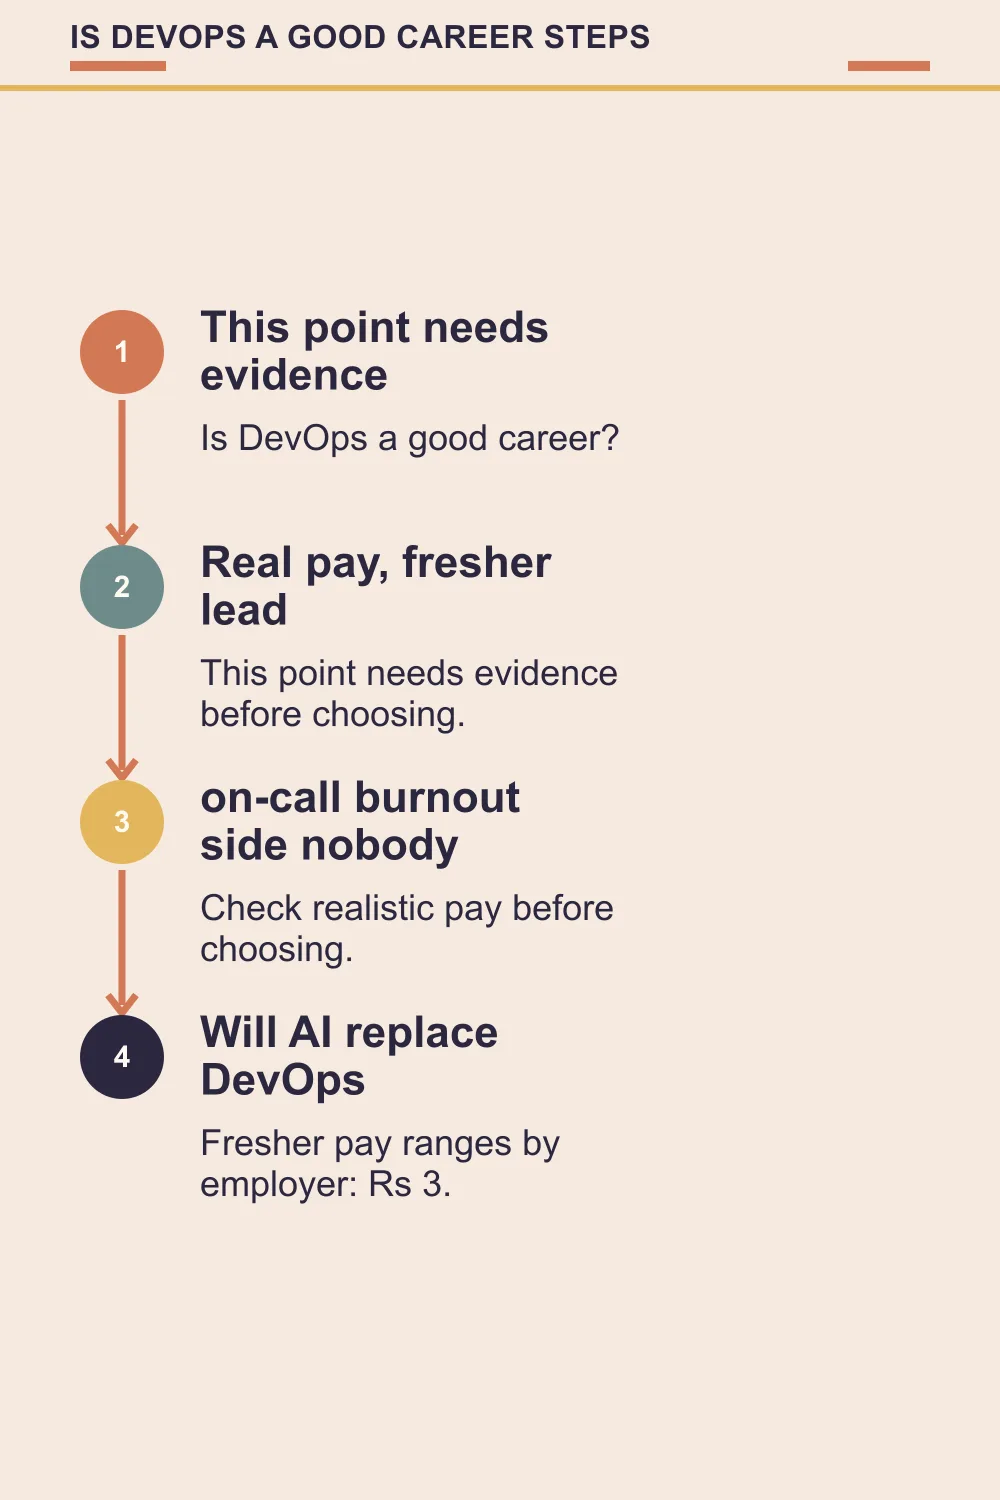 IS DEVOPS A GOOD CAREER STEPS
1
This point needs
evidence
Is DevOps a good career?
2
Real pay, fresher
lead
This point needs evidence
before choosing.
3
on-call burnout
side nobody
Check realistic pay before
choosing.
4
Will AI replace
DevOps
Fresher pay ranges by
employer: Rs 3.